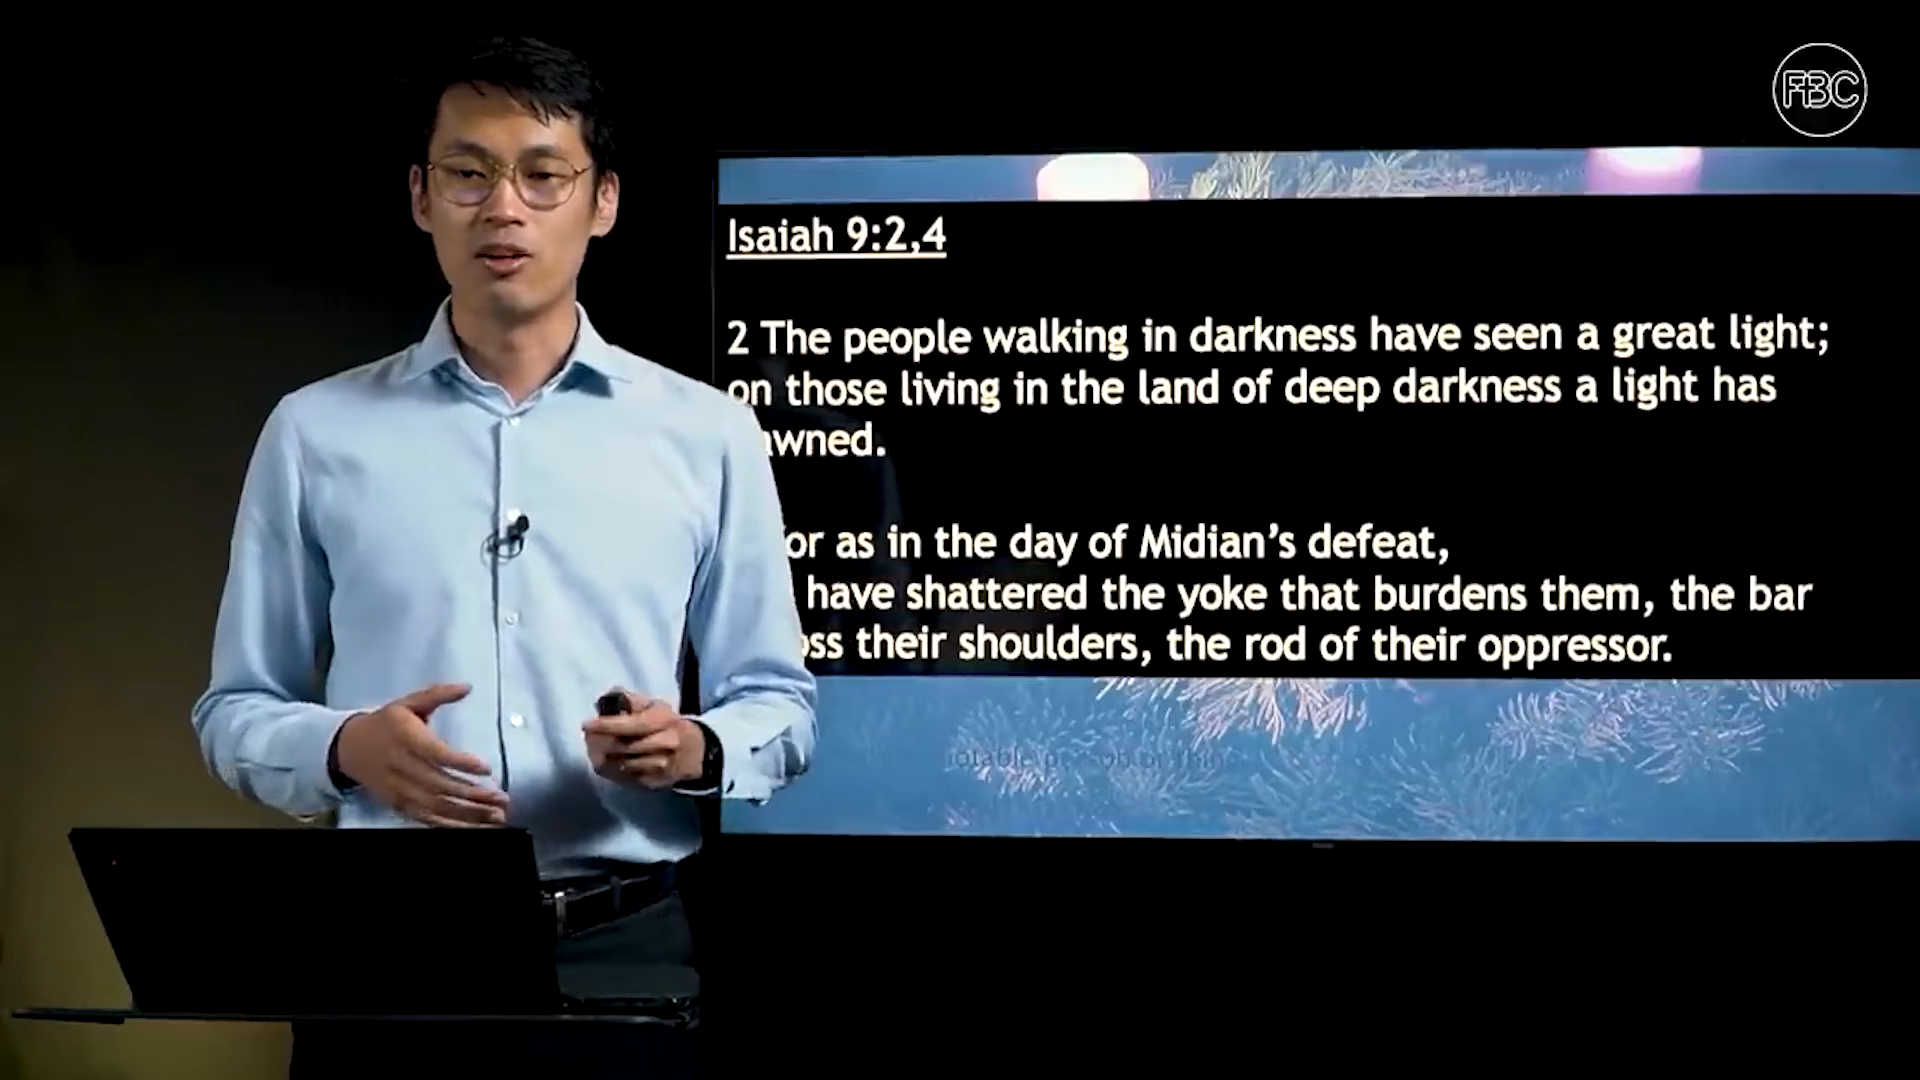 FBC
Isaiah 9:2,4
2 The people walking in darkness have seen a great light;
on those living in the land of deep darkness a light has
awned.
or as in the day of Midian’s defeat,
have shattered the yoke that burdens them, the bar
oss their shoulders, the rod of their oppressor.